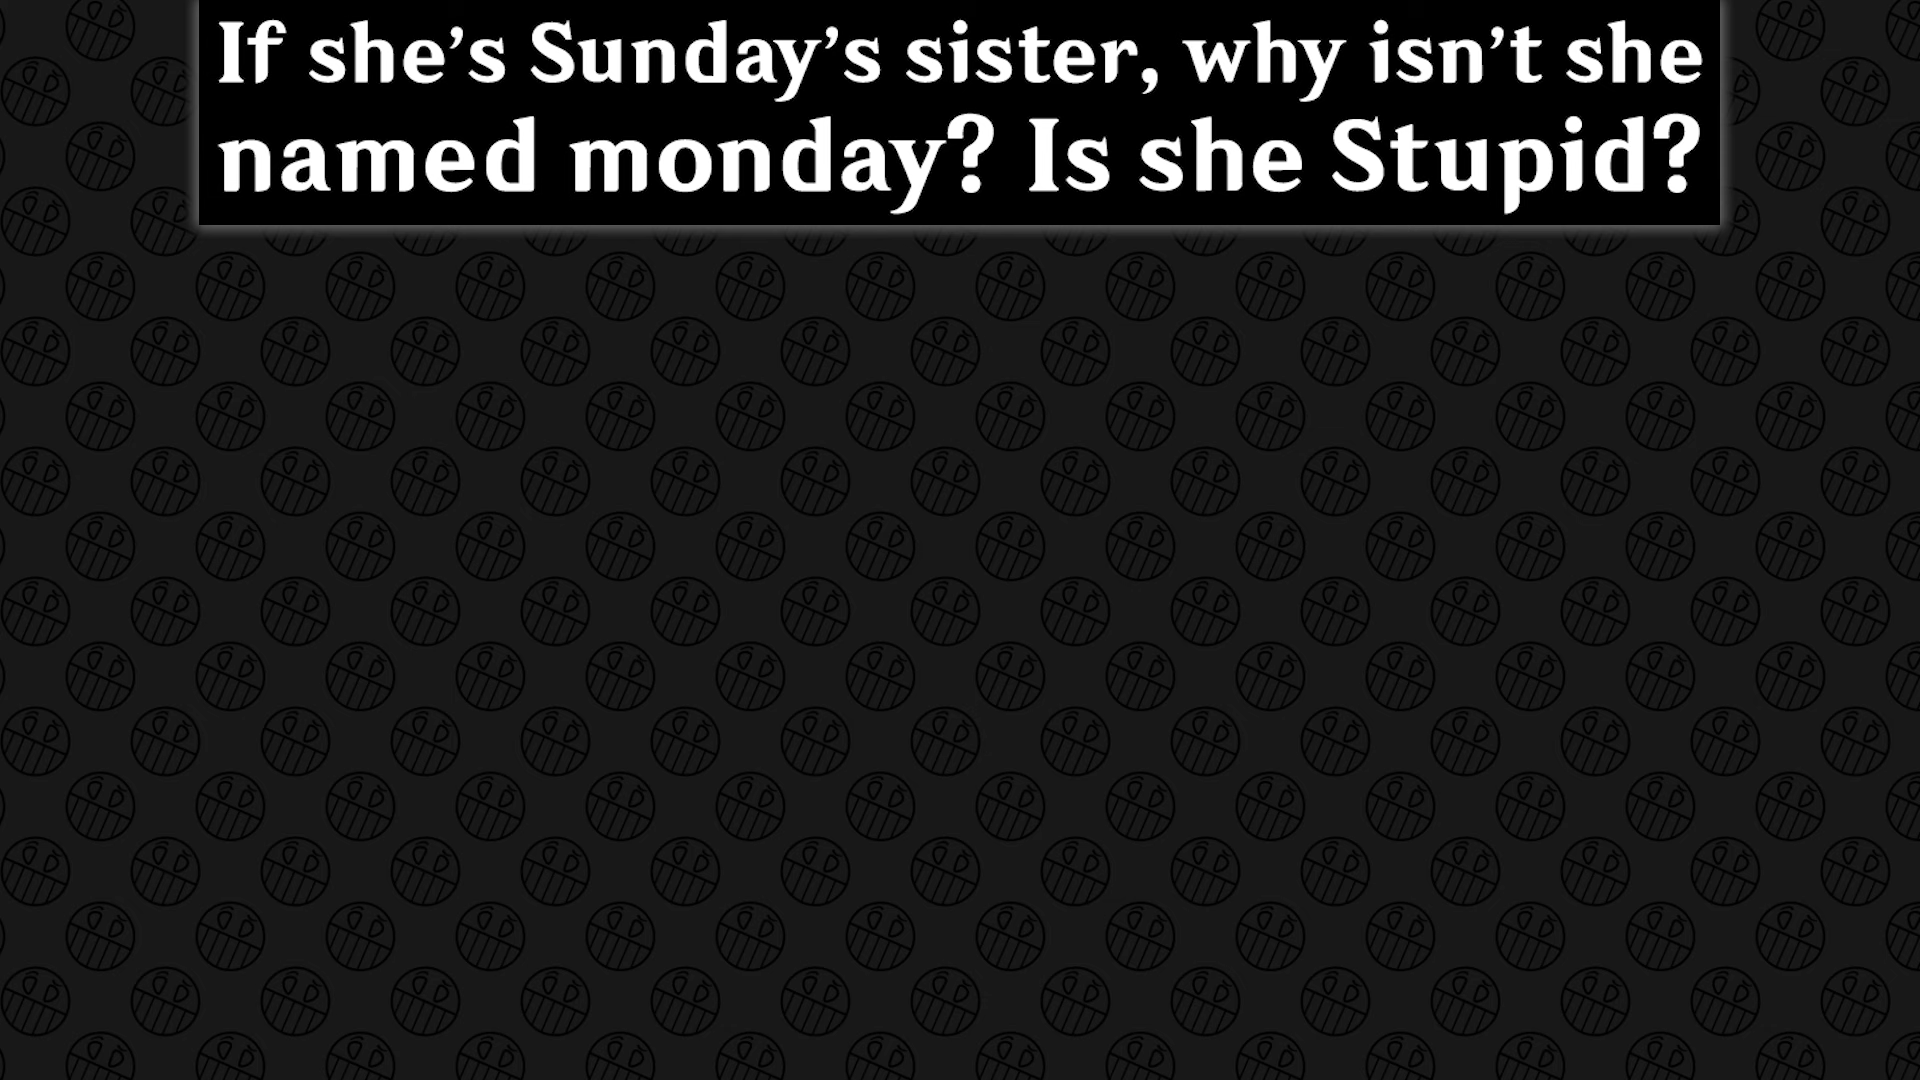 If she’s Sunday’s sister, why isn’t she
named monday? Is she Stupid?